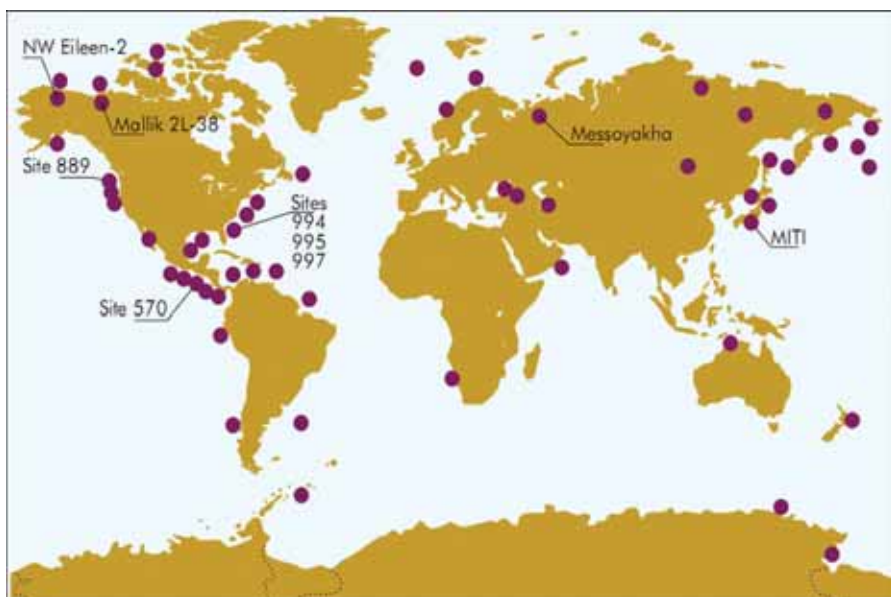 NW Eileen-2
Mallik 2L-38
Messoyakha
Site 889
Sites
994
995
997
MITI
Site 570